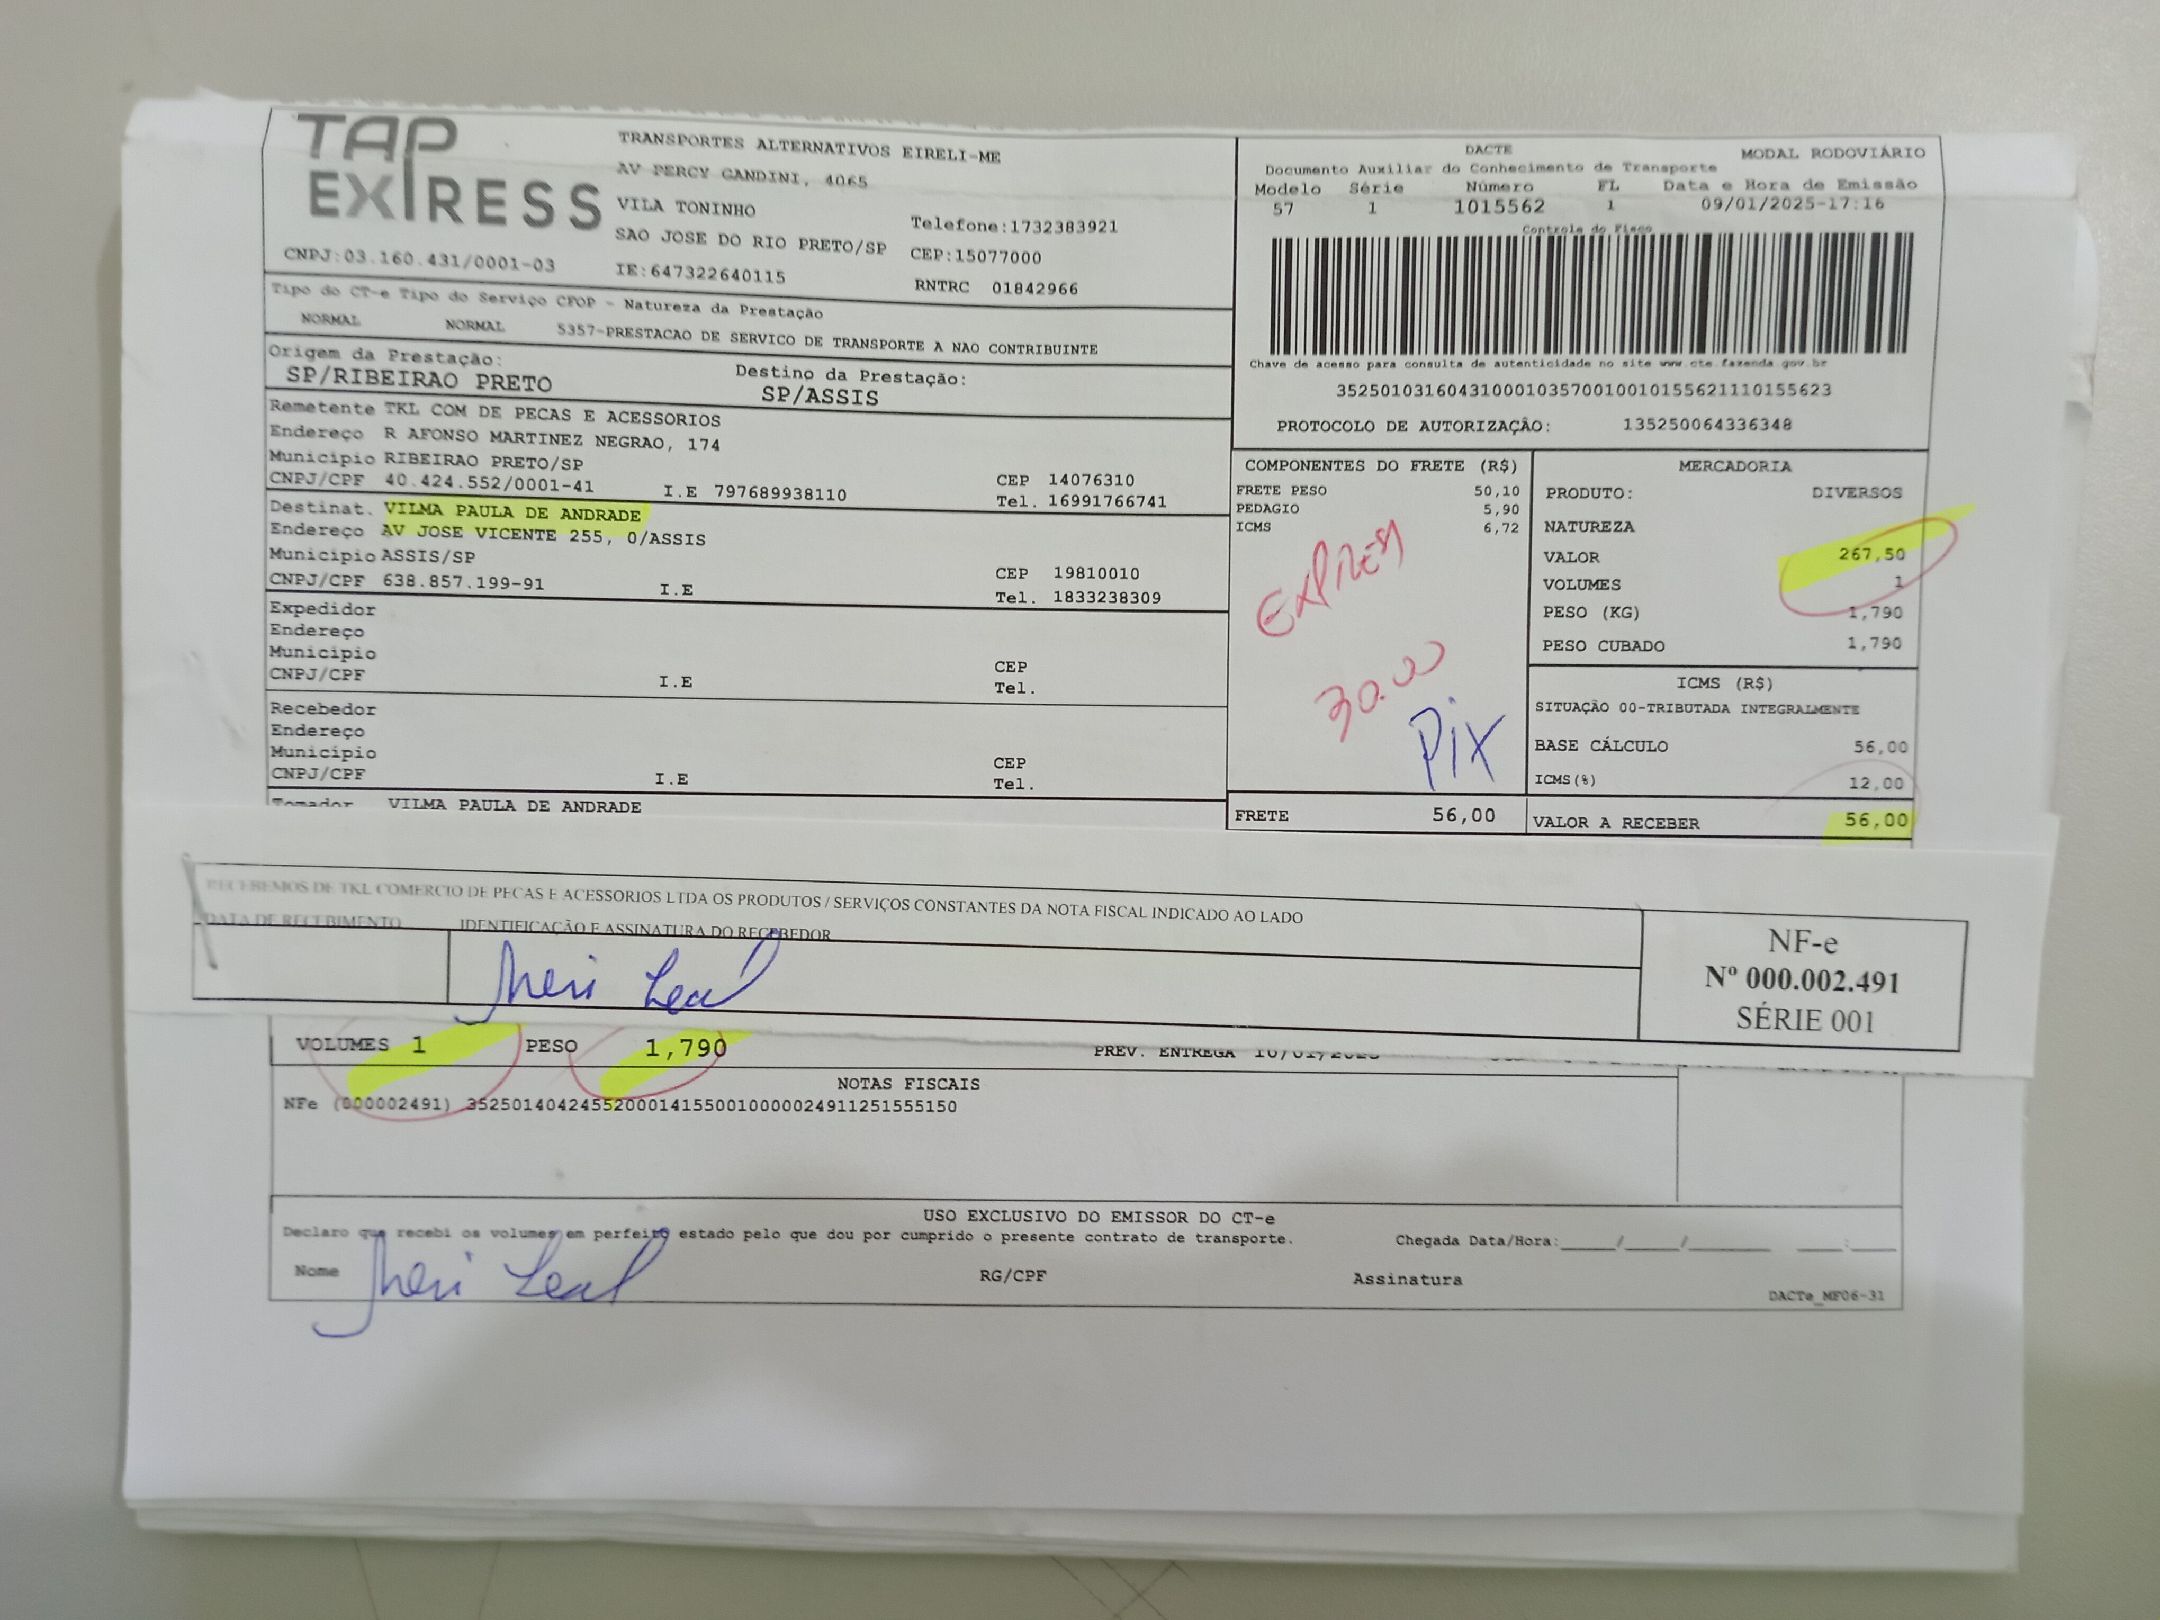 TAP EXPRESS
TRANSPORTES ALTERNATIVOS EIRELI-ME
AV PERCY GANDINI, 4065
VILA TONINHO
SAO JOSE DO RIO PRETO/SP
Telefone:1732383921
CEP:15077000
CNPJ:03.160.431/0001-03
IE:647322640115
RNTRC 01842966
Tipo do CT-e Tipo do Serviço CFOP - Natureza da Prestação
NORMAL NORMAL 5357-PRESTACAO DE SERVICO DE TRANSPORTE A NAO CONTRIBUINTE
Origem da Prestação:
SP/RIBEIRAO PRETO
Destino da Prestação:
SP/ASSIS
Remetente TKL COM DE PECAS E ACESSORIOS
Endereço R AFONSO MARTINEZ NEGRAO, 174
Municipio RIBEIRAO PRETO/SP CEP 14076310
CNPJ/CPF 40.424.552/0001-41 I.E 797689938110 Tel. 16991766741
Destinat. VILMA PAULA DE ANDRADE
Endereço AV JOSE VICENTE 255, 0/ASSIS
Municipio ASSIS/SP CEP 19810010
CNPJ/CPF 638.857.199-91 I.E Tel. 1833238309
Expedidor
Endereço
Municipio CEP
CNPJ/CPF I.E Tel.
Recebedor
Endereço
Municipio CEP
CNPJ/CPF I.E Tel.
Tomador VILMA PAULA DE ANDRADE
DACTE
Documento Auxiliar do Conhecimento de Transporte
MODAL RODOVIÁRIO
Modelo Série Número FL Data e Hora de Emissão
57 1 1015562 1 09/01/2025-17:16
Controle do Fisco
Chave de acesso para consulta de autenticidade no site www.cte.fazenda.gov.br
35250103160431000103570010010155621110155623
PROTOCOLO DE AUTORIZAÇÃO: 135250064336348
COMPONENTES DO FRETE (R$)
FRETE PESO 50,10
PEDAGIO 5,90
ICMS 6,72
30.00
Pix
FRETE 56,00
MERCADORIA
PRODUTO: DIVERSOS
NATUREZA
VALOR 267,50
VOLUMES 1
PESO (KG) 1,790
PESO CUBADO 1,790
ICMS (R$)
SITUAÇÃO 00-TRIBUTADA INTEGRALMENTE
BASE CÁLCULO 56,00
ICMS(%) 12,00
VALOR A RECEBER 56,00
RECEBEMOS DE TKL COMERCIO DE PECAS E ACESSORIOS LTDA OS PRODUTOS / SERVIÇOS CONSTANTES DA NOTA FISCAL INDICADO AO LADO
DATA DE RECEBIMENTO IDENTIFICAÇÃO E ASSINATURA DO RECEBEDOR
Leal
NF-e
Nº 000.002.491
SÉRIE 001
VOLUMES 1 PESO 1,790 PREV. ENTREGA 10/01/2025
NOTAS FISCAIS
NFe (000002491) 35250140424552000141550010000024911251555150
USO EXCLUSIVO DO EMISSOR DO CT-e
Declaro que recebi os volumes em perfeito estado pelo que dou por cumprido o presente contrato de transporte.
Chegada Data/Hora:____/____/______ ___:___
Nome Leal RG/CPF Assinatura
DACTe_MF06-31